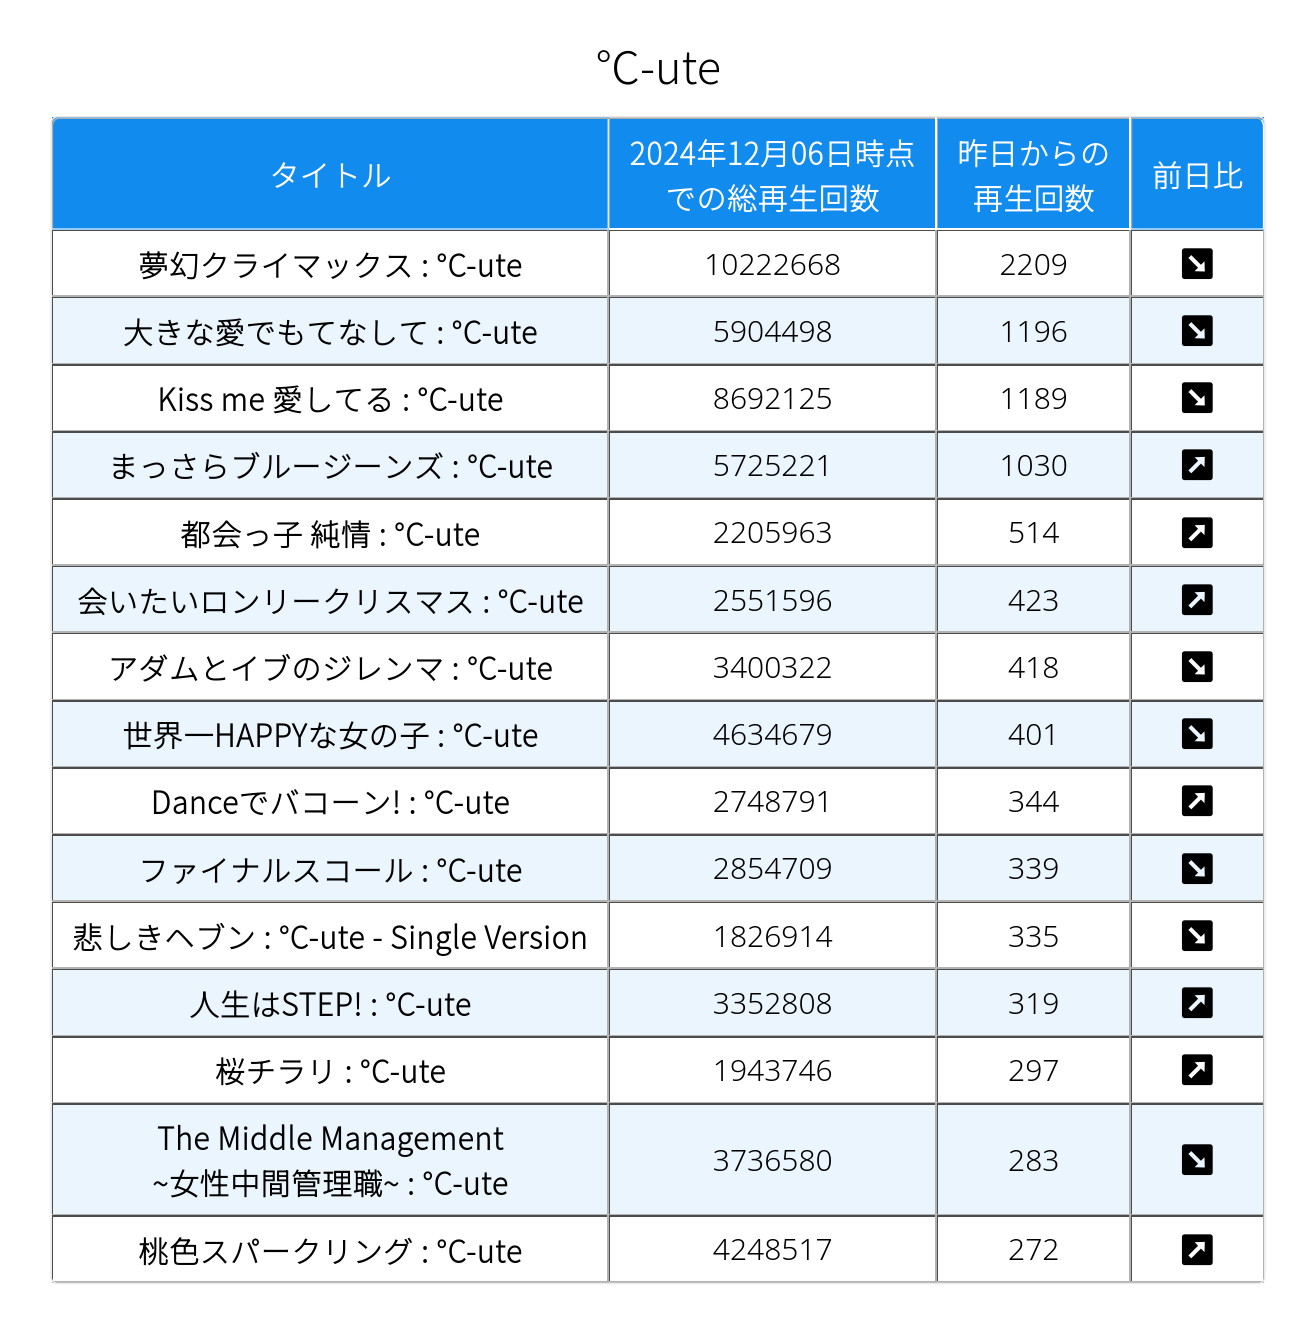 ℃-ute
タイトル
2024年12月06日時点
での総再生回数
昨日からの
再生回数
前日比
夢幻クライマックス : ℃-ute 10222668 2209
大きな愛でもてなして : ℃-ute 5904498 1196
Kiss me 愛してる : ℃-ute 8692125 1189
まっさらブルージーンズ : ℃-ute 5725221 1030
都会っ子 純情 : ℃-ute 2205963 514
会いたいロンリークリスマス : ℃-ute 2551596 423
アダムとイブのジレンマ : ℃-ute 3400322 418
世界一HAPPYな女の子 : ℃-ute 4634679 401
Danceでバコーン! : ℃-ute 2748791 344
ファイナルスコール : ℃-ute 2854709 339
悲しきヘブン : ℃-ute - Single Version 1826914 335
人生はSTEP! : ℃-ute 3352808 319
桜チラリ : ℃-ute 1943746 297
The Middle Management
~女性中間管理職~ : ℃-ute 3736580 283
桃色スパークリング : ℃-ute 4248517 272